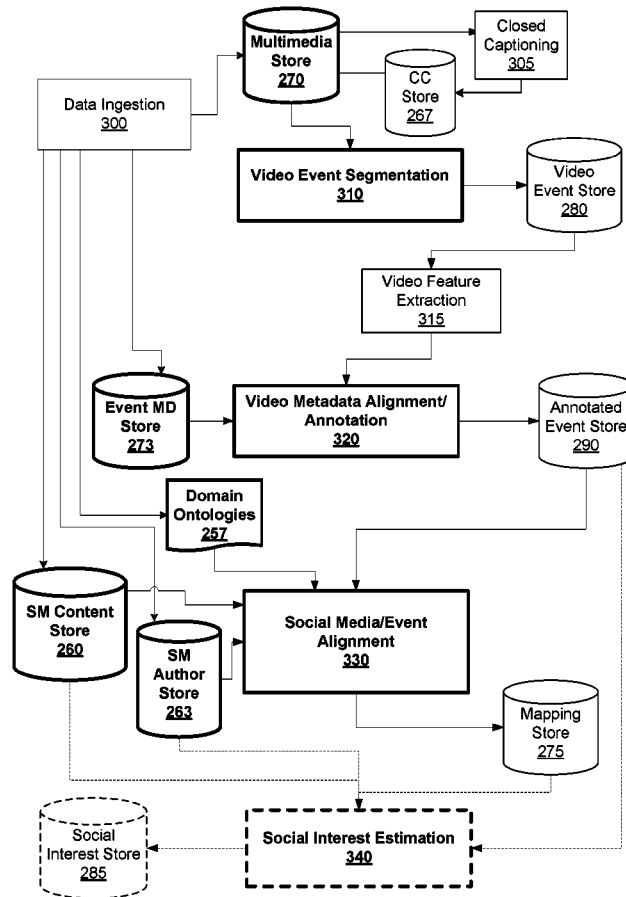 Multimedia
Store
270
Closed
Captioning
305
CC
Store
267
Data Ingestion
300
Video Event Segmentation
310
Video
Event Store
280
Video Feature
Extraction
315
Event MD
Store
273
Video Metadata Alignment/
Annotation
320
Annotated
Event Store
290
Domain
Ontologies
257
SM Content
Store
260
SM
Author
Store
263
Social Media/Event
Alignment
330
Mapping
Store
275
Social
Interest Store
285
Social Interest Estimation
340